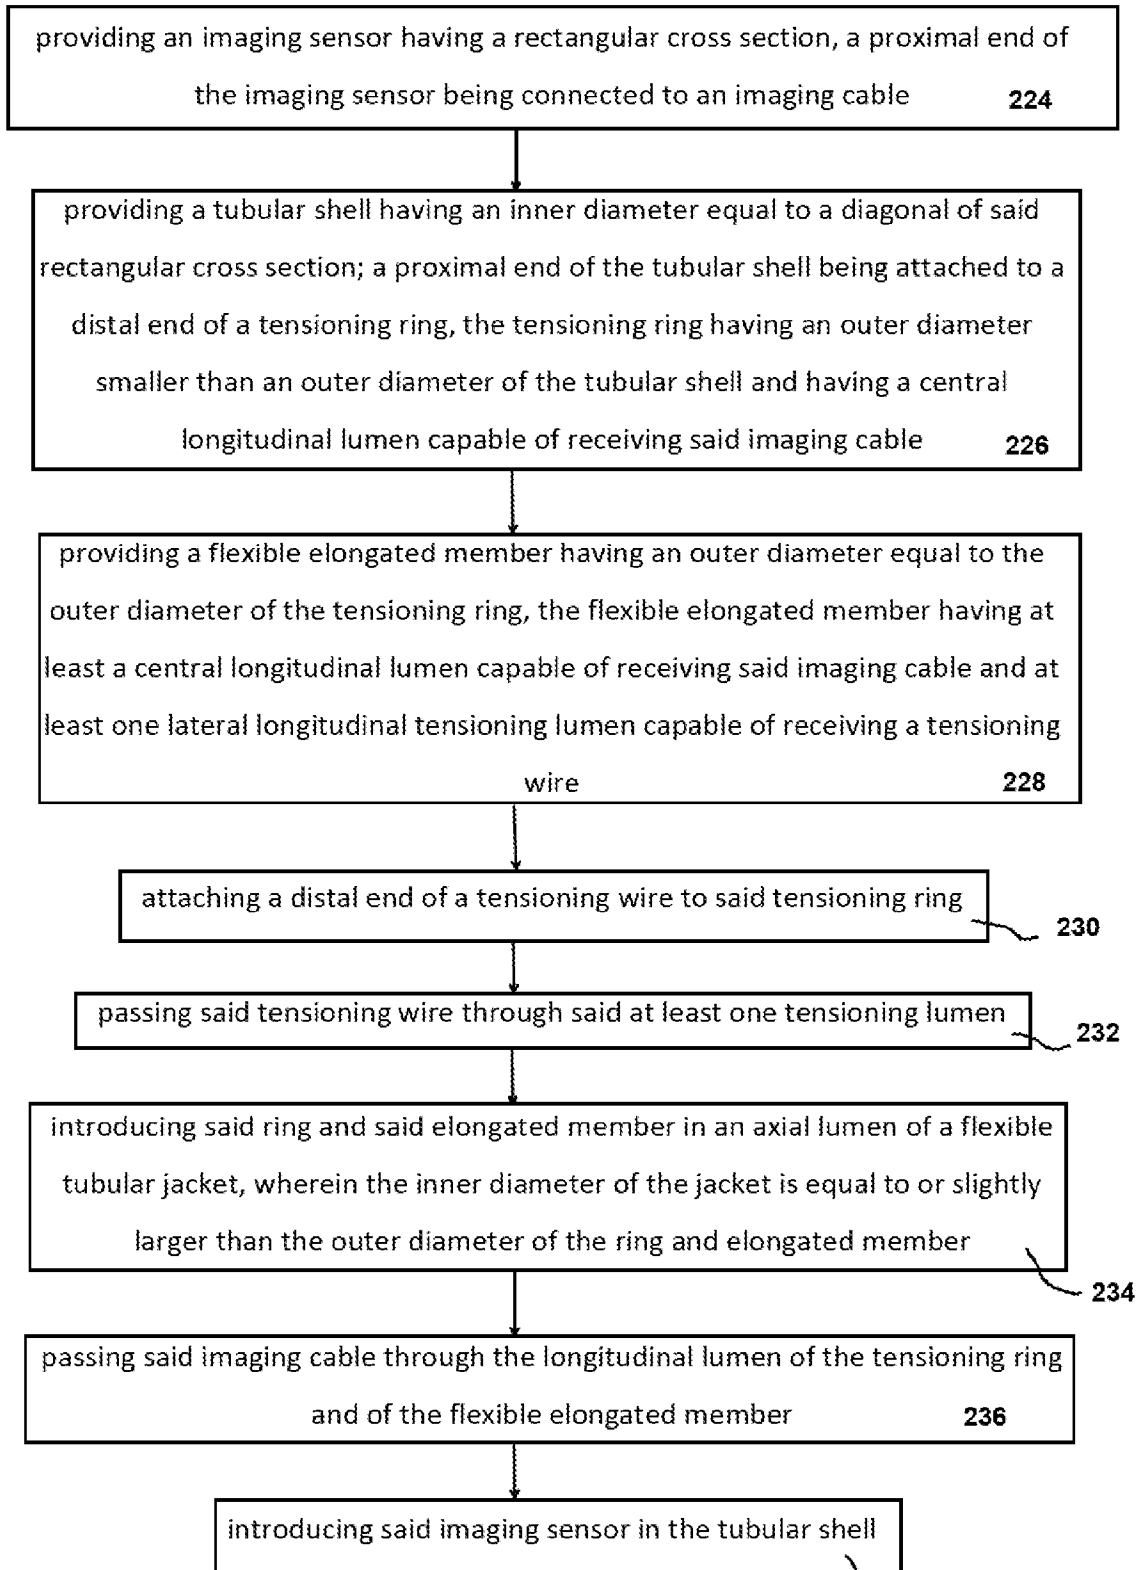 providing an imaging sensor having a rectangular cross section, a proximal end of
the imaging sensor being connected to an imaging cable 224
providing a tubular shell having an inner diameter equal to a diagonal of said
rectangular cross section; a proximal end of the tubular shell being attached to a
distal end of a tensioning ring, the tensioning ring having an outer diameter
smaller than an outer diameter of the tubular shell and having a central
longitudinal lumen capable of receiving said imaging cable 226
providing a flexible elongated member having an outer diameter equal to the
outer diameter of the tensioning ring, the flexible elongated member having at
least a central longitudinal lumen capable of receiving said imaging cable and at
least one lateral longitudinal tensioning lumen capable of receiving a tensioning
wire 228
attaching a distal end of a tensioning wire to said tensioning ring
230
passing said tensioning wire through said at least one tensioning lumen
232
introducing said ring and said elongated member in an axial lumen of a flexible
tubular jacket, wherein the inner diameter of the jacket is equal to or slightly
larger than the outer diameter of the ring and elongated member
234
passing said imaging cable through the longitudinal lumen of the tensioning ring
and of the flexible elongated member 236
introducing said imaging sensor in the tubular shell